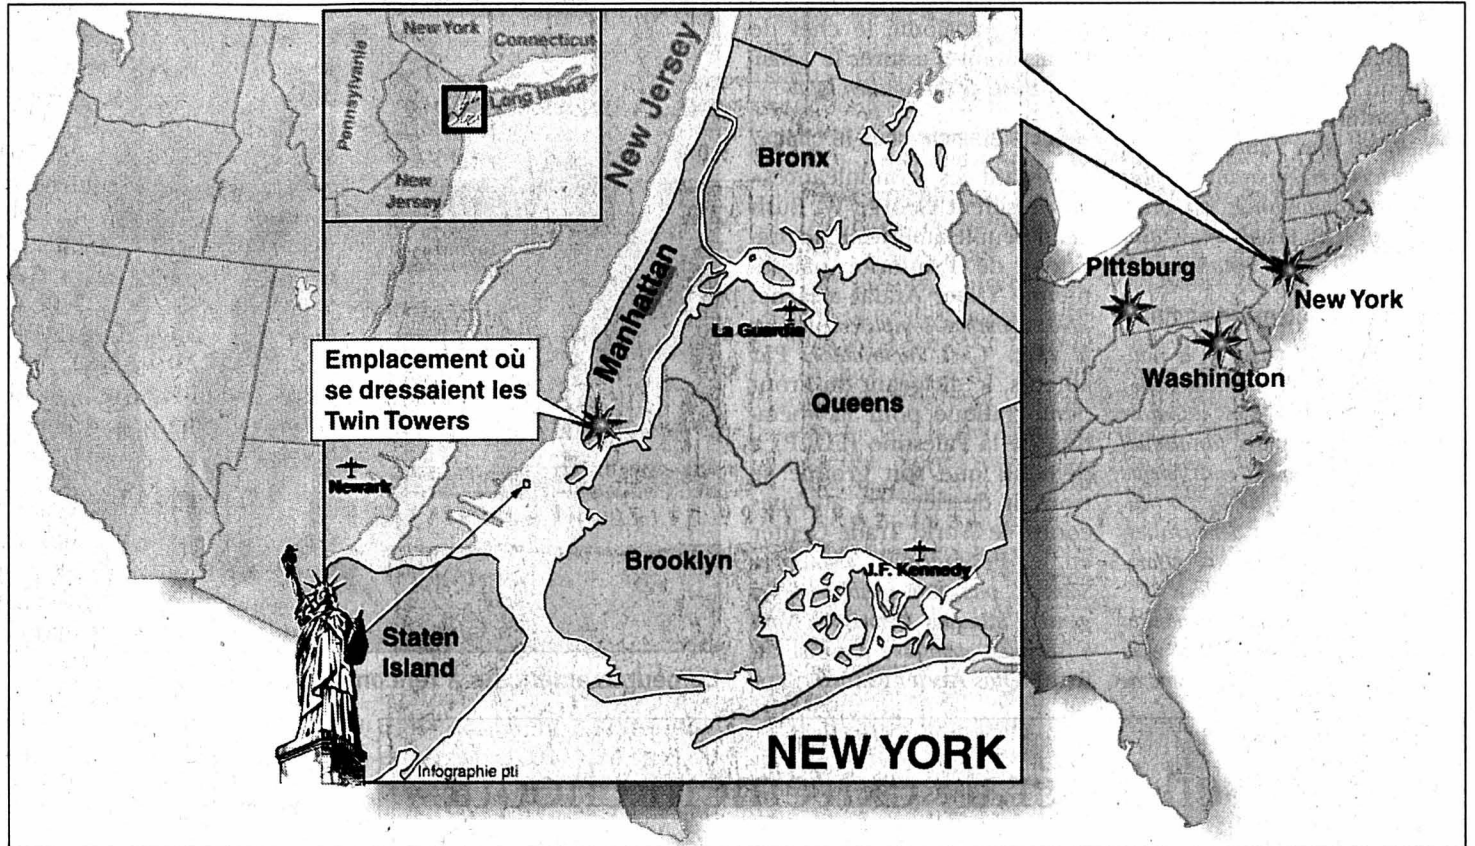 New York
Connecticut
Pennsylvanie
Long Island
New
Jersey
New Jersey
Bronx
Manhattan
La Guardia
Emplacement où
se dressaient les
Twin Towers
Queens
Newark
Brooklyn
J.F. Kennedy
Staten
Island
NEW YORK
Infographie pti
Pittsburg
New York
Washington